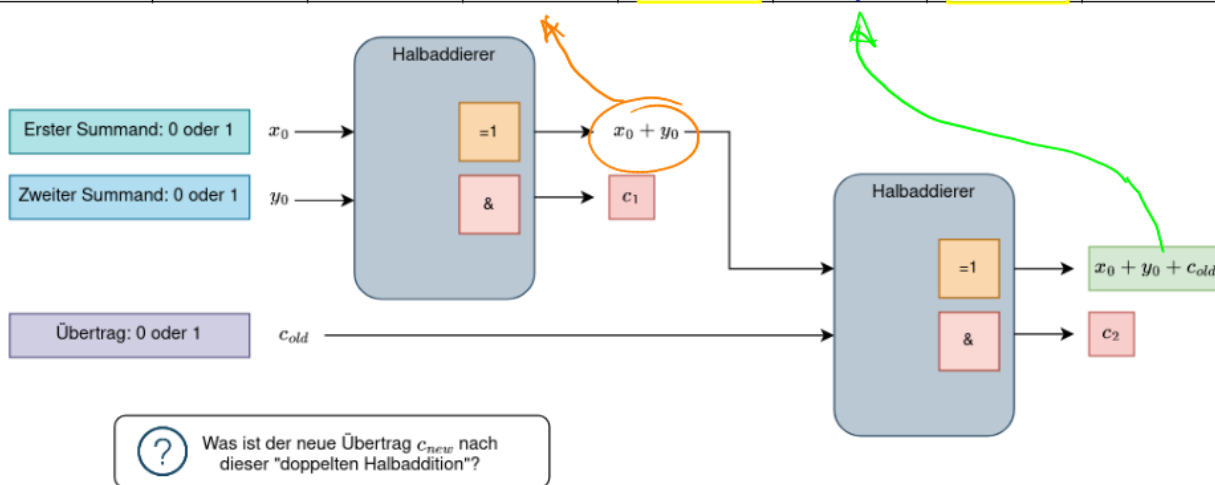 Halbaddierer
Erster Summand: 0 oder 1
x₀
=1
x₀ + y₀
Zweiter Summand: 0 oder 1
y₀
&
c₁
Halbaddierer
=1
x₀ + y₀ + c_old
Übertrag: 0 oder 1
c_old
&
c₂
?
Was ist der neue Übertrag c_new nach
dieser "doppelten Halbaddition"?